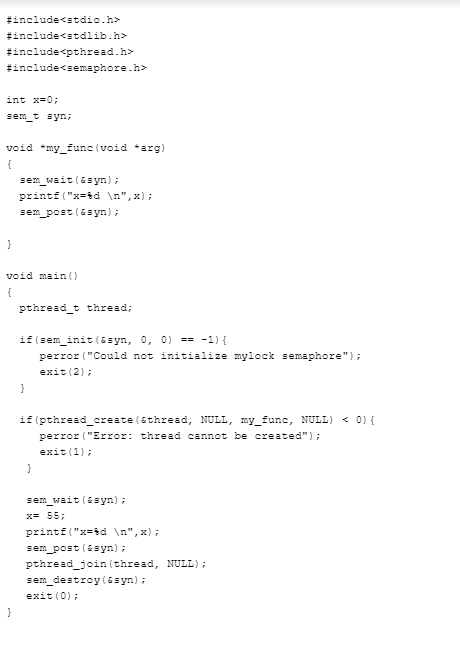 #include<stdio.h>
#include<stdlib.h>
#include<pthread.h>
#include<semaphore.h>
int x=0;
sem_t syn;
void *my_func(void *arg)
{
sem_wait(&syn);
printf("x=%d \n",x);
sem_post(&syn);
}
void main()
{
pthread_t thread;
if(sem_init(&syn, 0, 0) == -1){
perror("Could not initialize mylock semaphore");
exit(2);
}
if(pthread_create(&thread, NULL, my_func, NULL) < 0){
perror("Error: thread cannot be created");
exit(1);
}
sem_wait(&syn);
x= 55;
printf("x=%d \n",x);
sem_post(&syn);
pthread_join(thread, NULL);
sem_destroy(&syn);
exit(0);
}